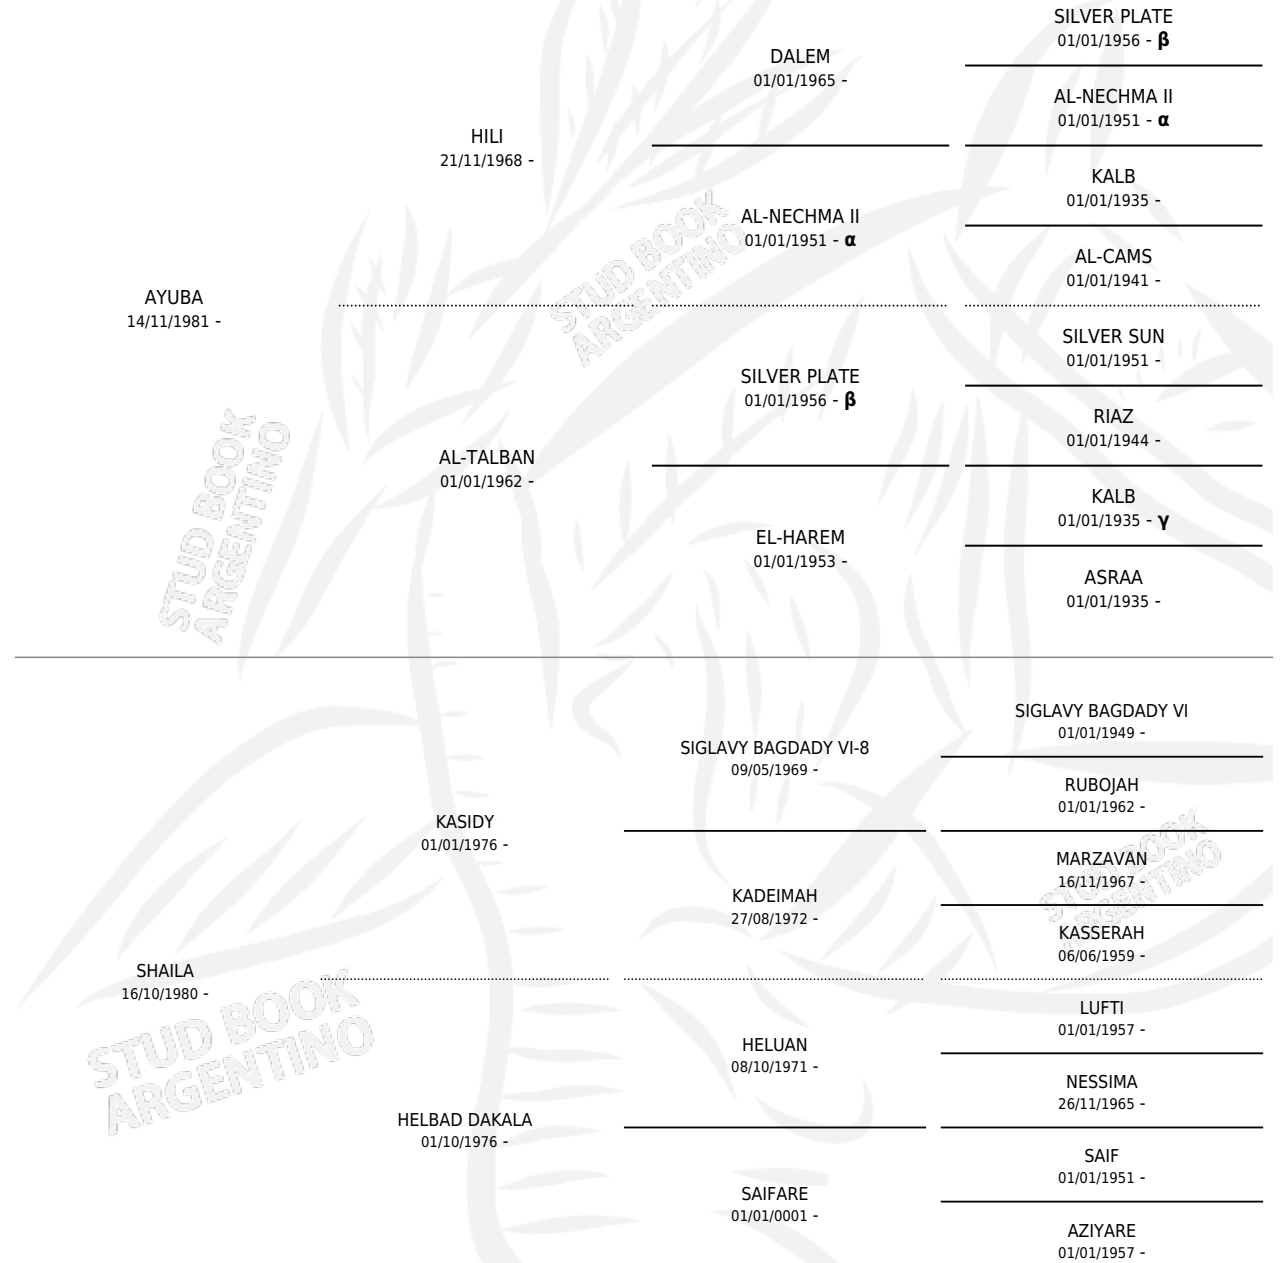 SILVER PLATE
01/01/1956 - β
DALEM
01/01/1965 -
AL-NECHMA II
01/01/1951 - α
HILI
21/11/1968 -
KALB
01/01/1935 -
AL-NECHMA II
01/01/1951 - α
AL-CAMS
01/01/1941 -
AYUBA
14/11/1981 -
SILVER SUN
01/01/1951 -
SILVER PLATE
01/01/1956 - β
RIAZ
01/01/1944 -
AL-TALBAN
01/01/1962 -
KALB
01/01/1935 - γ
EL-HAREM
01/01/1953 -
ASRAA
01/01/1935 -
STUD BOOK
ARGENTINO
STUD BOOK
ARGENTINO
SIGLAVY BAGDADY VI
01/01/1949 -
SIGLAVY BAGDADY VI-8
09/05/1969 -
RUBOJAH
01/01/1962 -
KASIDY
01/01/1976 -
MARZAVAN
16/11/1967 -
KADEIMAH
27/08/1972 -
KASSERAH
06/06/1959 -
SHAILA
16/10/1980 -
LUFTI
01/01/1957 -
HELUAN
08/10/1971 -
NESSIMA
26/11/1965 -
HELBAD DAKALA
01/10/1976 -
SAIF
01/01/1951 -
SAIFARE
01/01/0001 -
AZIYARE
01/01/1957 -
STUD BOOK
ARGENTINO
STUD BOOK
ARGENTINO